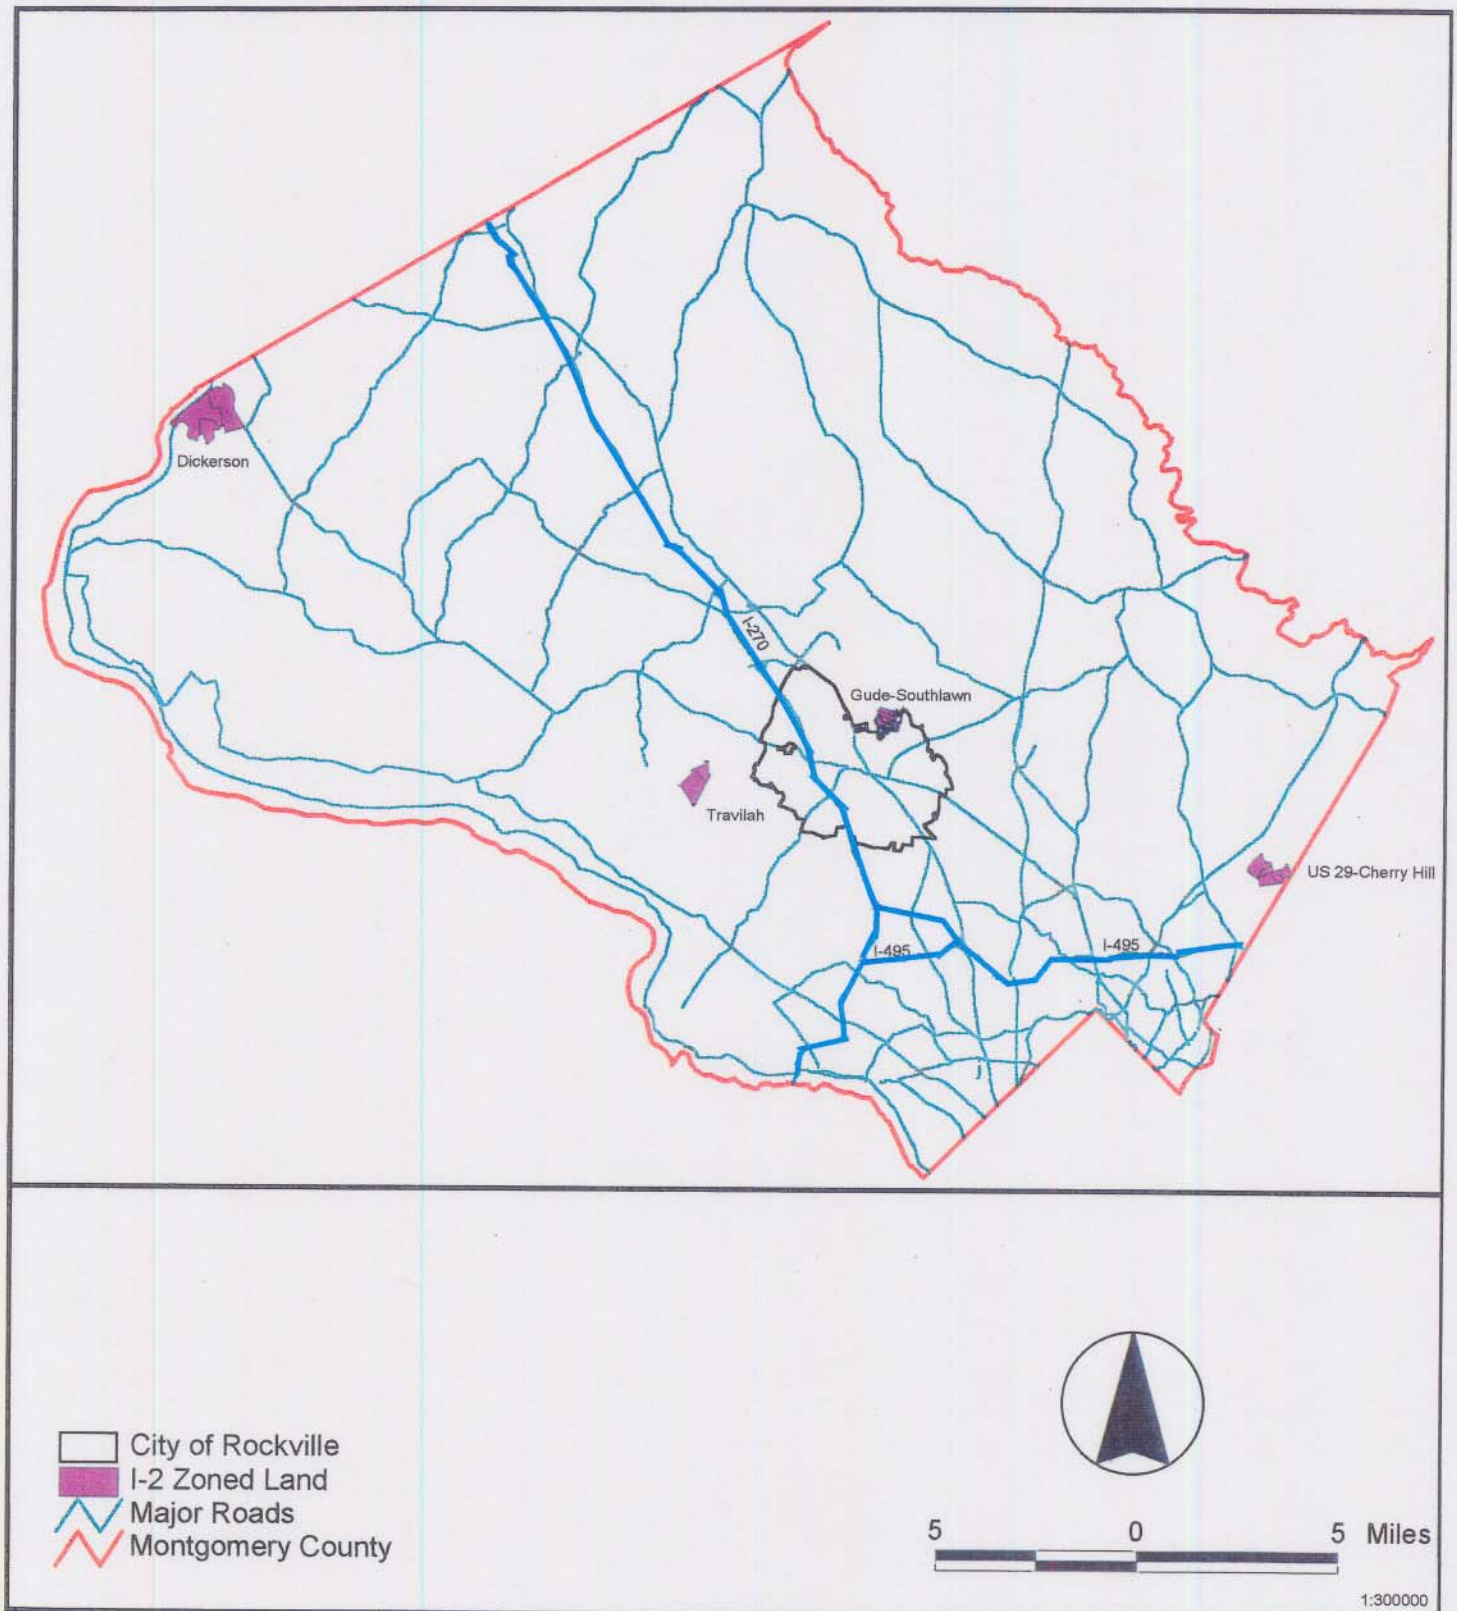 Dickerson
I-270
Gude-Southlawn
Travilah
US 29-Cherry Hill
I-495
I-495
City of Rockville
I-2 Zoned Land
Major Roads
Montgomery County
5 0 5 Miles
1:300000